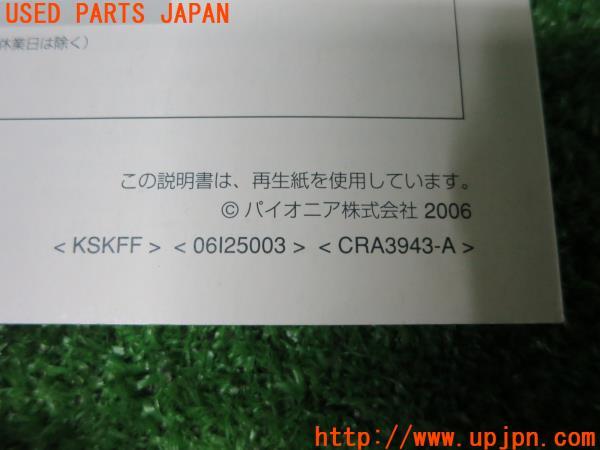 USED PARTS JAPAN
休業日は除く）
この説明書は、再生紙を使用しています。
© パイオニア株式会社 2006
< KSKFF > < 06I25003 > < CRA3943-A >
http://www.upjpn.com/